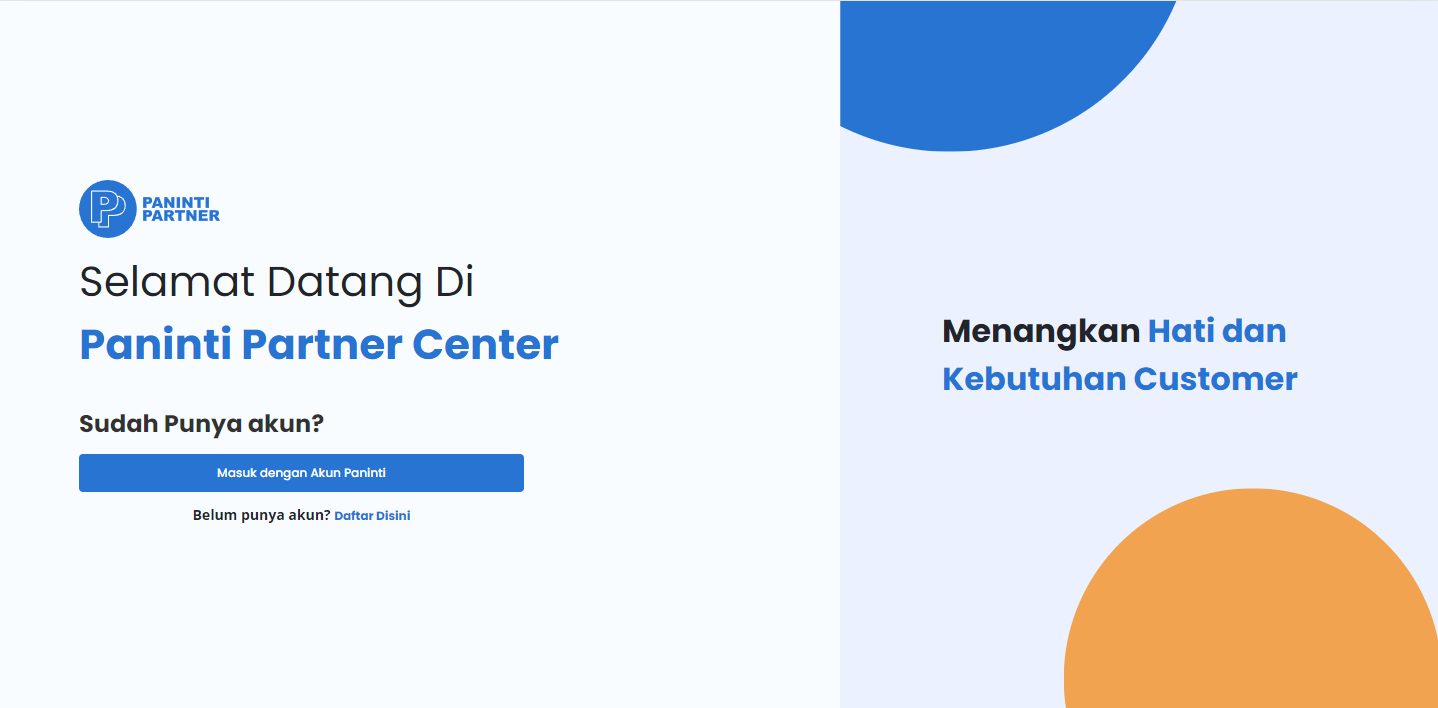 PANINTI
PARTNER
Selamat Datang Di
Paninti Partner Center
Sudah Punya akun?
Masuk dengan Akun Paninti
Belum punya akun? Daftar Disini
Menangkan Hati dan
Kebutuhan Customer